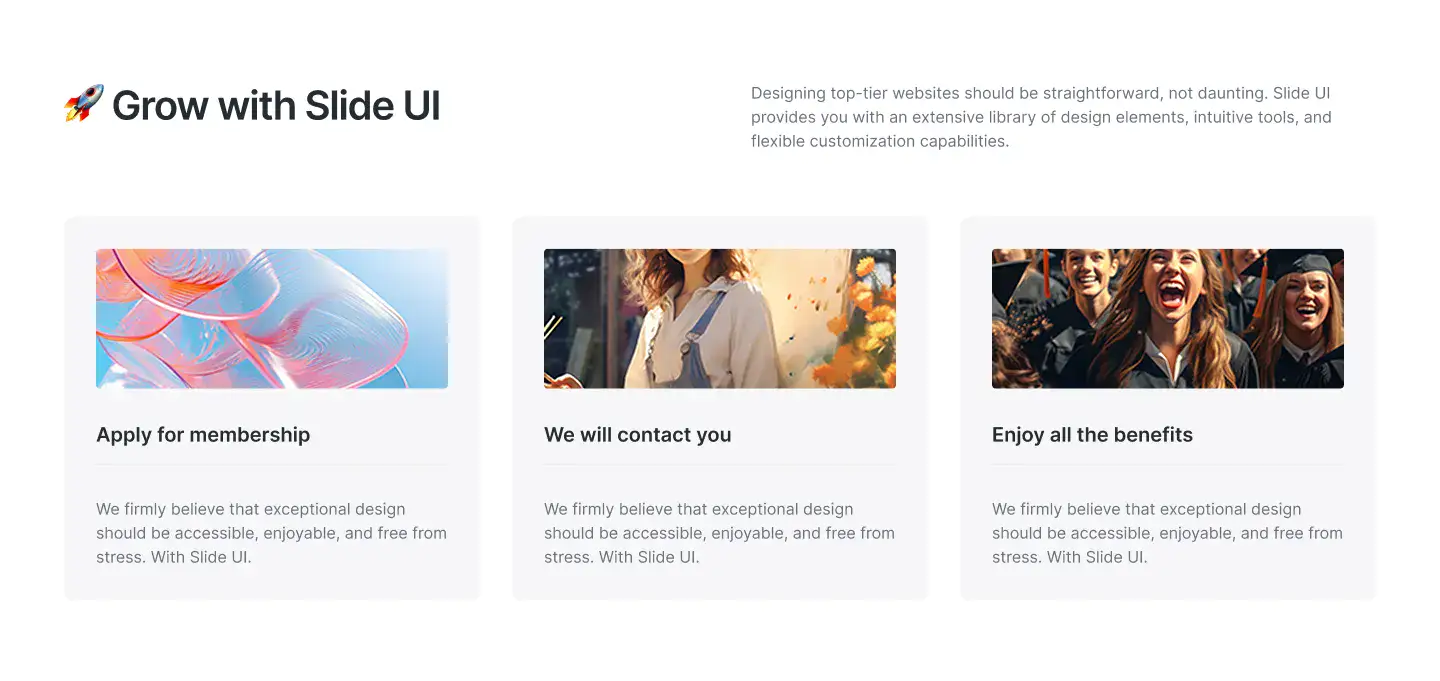 🚀 Grow with Slide UI
Designing top-tier websites should be straightforward, not daunting. Slide UI
provides you with an extensive library of design elements, intuitive tools, and
flexible customization capabilities.
Apply for membership
We firmly believe that exceptional design
should be accessible, enjoyable, and free from
stress. With Slide UI.
We will contact you
We firmly believe that exceptional design
should be accessible, enjoyable, and free from
stress. With Slide UI.
Enjoy all the benefits
We firmly believe that exceptional design
should be accessible, enjoyable, and free from
stress. With Slide UI.